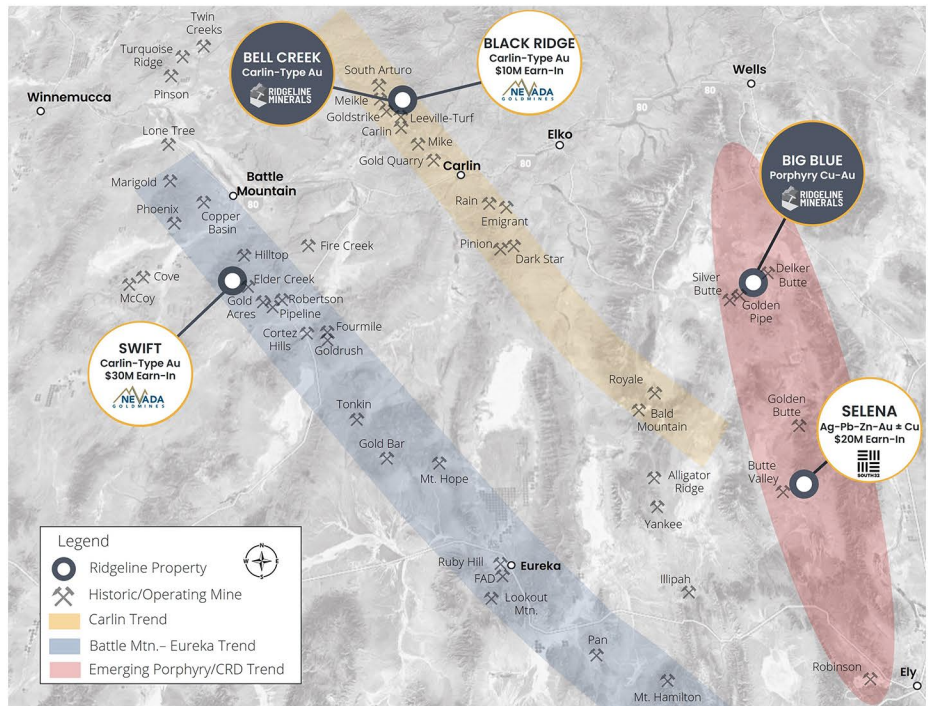 Twin
Creeks
Turquoise
Ridge
Pinson
Winnemucca
Lone Tree
BELL CREEK
Carlin-Type Au
RIDGELINE
MINERALS
BLACK RIDGE
Carlin-Type Au
$10M Earn-In
NEVADA
GOLDMINES
South Arturo
Meikle
Goldstrike
Leeville-Turf
Carlin
Mike
Gold Quarry
Carlin
Elko
80
80
80
80
Wells
BIG BLUE
Porphyry Cu-Au
RIDGELINE
MINERALS
Marigold
Battle
Mountain
Phoenix
Copper
Basin
Rain
Emigrant
Fire Creek
Pinion
Dark Star
Hilltop
Cove
McCoy
Elder Creek
Gold
Acres
Robertson
Pipeline
Cortez
Hills
Fourmile
Goldrush
Silver
Butte
Delker
Butte
Golden
Pipe
SWIFT
Carlin-Type Au
$30M Earn-In
NEVADA
GOLDMINES
Royale
Bald
Mountain
Golden
Butte
SELENA
Ag-Pb-Zn-Au ± Cu
$20M Earn-In
SOUTH32
Tonkin
Gold Bar
Mt. Hope
Alligator
Ridge
Yankee
Butte
Valley
Legend
N
W
E
S
Ridgeline Property
Historic/Operating Mine
Carlin Trend
Battle Mtn.– Eureka Trend
Emerging Porphyry/CRD Trend
Ruby Hill
Eureka
FAD
Lookout
Mtn.
Illipah
Pan
Mt. Hamilton
Robinson
Ely